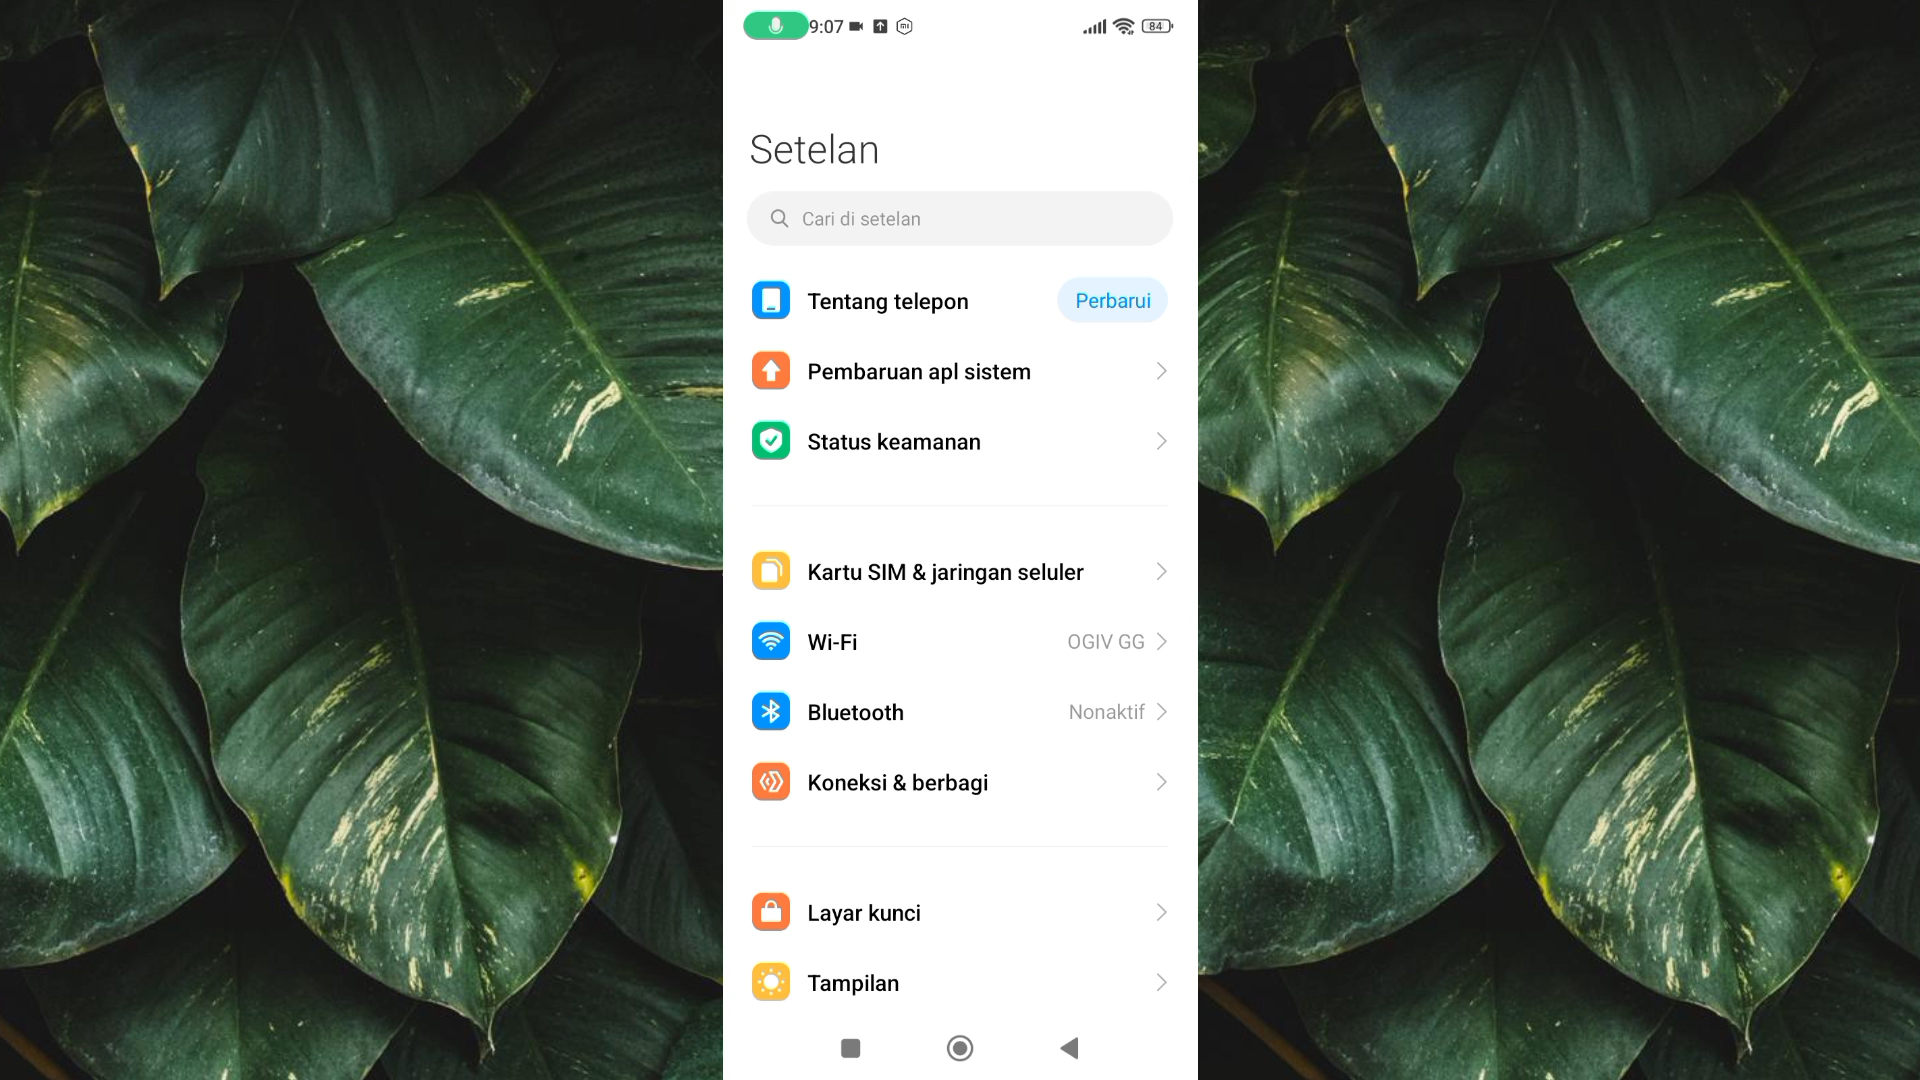 9:07
84
Setelan
Cari di setelan
Tentang telepon Perbarui
Pembaruan apl sistem
Status keamanan
Kartu SIM & jaringan seluler
Wi-Fi OGIV GG
Bluetooth Nonaktif
Koneksi & berbagi
Layar kunci
Tampilan